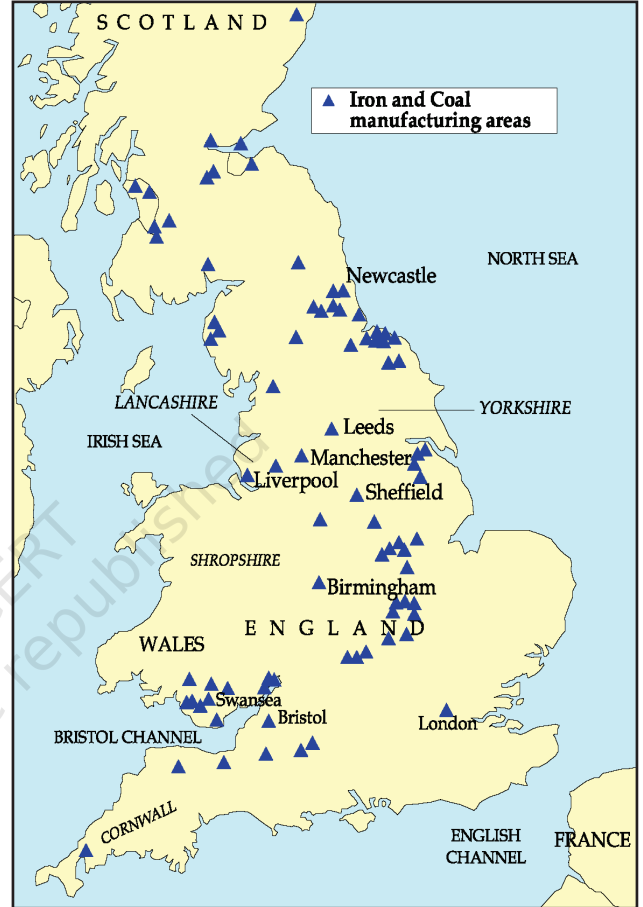 SCOTLAND
Iron and Coal
manufacturing areas
NORTH SEA
Newcastle
LANCASHIRE
YORKSHIRE
IRISH SEA
Leeds
Manchester
Liverpool
Sheffield
SHROPSHIRE
Birmingham
ENGLAND
WALES
Swansea
Bristol
London
BRISTOL CHANNEL
CORNWALL
ENGLISH
CHANNEL
FRANCE
republished